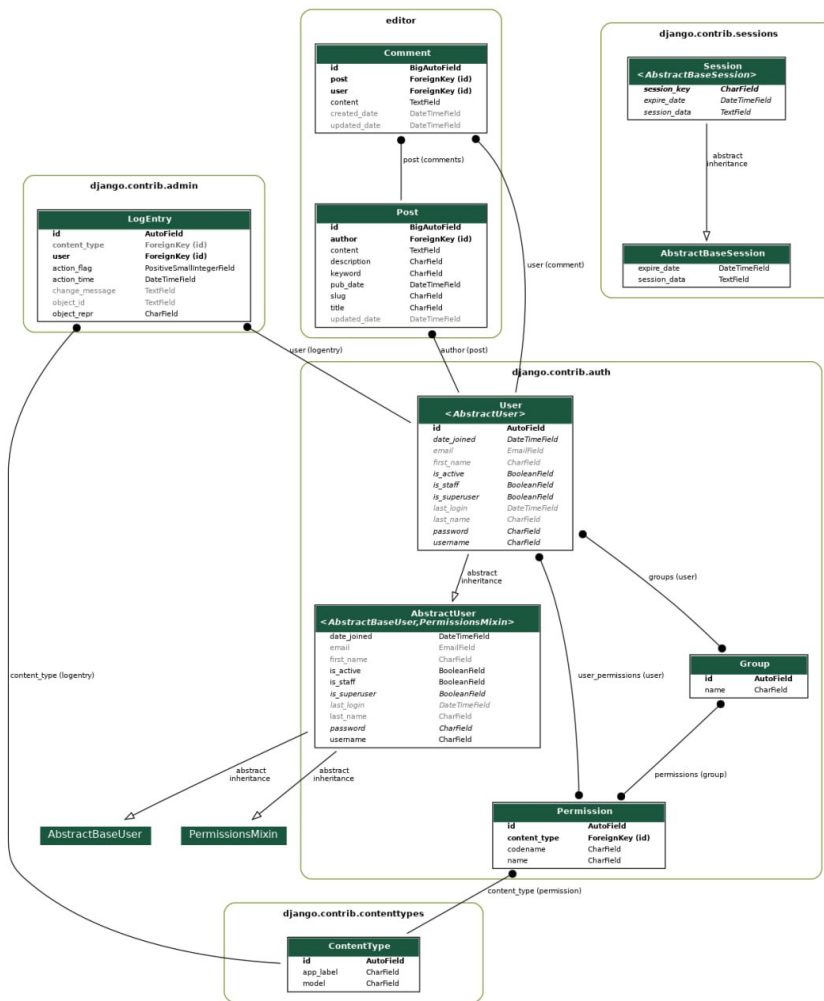 editor
Comment
id BigAutoField
post ForeignKey (id)
user ForeignKey (id)
content TextField
created_date DateTimeField
updated_date DateTimeField
post (comments)
Post
id BigAutoField
author ForeignKey (id)
content TextField
description CharField
keyword CharField
pub_date DateTimeField
slug CharField
title CharField
updated_date DateTimeField
user (comment)
author (post)
django.contrib.sessions
Session
<AbstractBaseSession>
session_key CharField
expire_date DateTimeField
session_data TextField
abstract
inheritance
AbstractBaseSession
expire_date DateTimeField
session_data TextField
django.contrib.admin
LogEntry
id AutoField
content_type ForeignKey (id)
user ForeignKey (id)
action_flag PositiveSmallIntegerField
action_time DateTimeField
change_message TextField
object_id TextField
object_repr CharField
user (logentry)
content_type (logentry)
django.contrib.auth
User
<AbstractUser>
id AutoField
date_joined DateTimeField
email EmailField
first_name CharField
is_active BooleanField
is_staff BooleanField
is_superuser BooleanField
last_login DateTimeField
last_name CharField
password CharField
username CharField
abstract
inheritance
groups (user)
AbstractUser
<AbstractBaseUser,PermissionsMixin>
date_joined DateTimeField
email EmailField
first_name CharField
is_active BooleanField
is_staff BooleanField
is_superuser BooleanField
last_login DateTimeField
last_name CharField
password CharField
username CharField
user_permissions (user)
Group
id AutoField
name CharField
permissions (group)
abstract
inheritance
abstract
inheritance
AbstractBaseUser
PermissionsMixin
Permission
id AutoField
content_type ForeignKey (id)
codename CharField
name CharField
content_type (permission)
django.contrib.contenttypes
ContentType
id AutoField
app_label CharField
model CharField